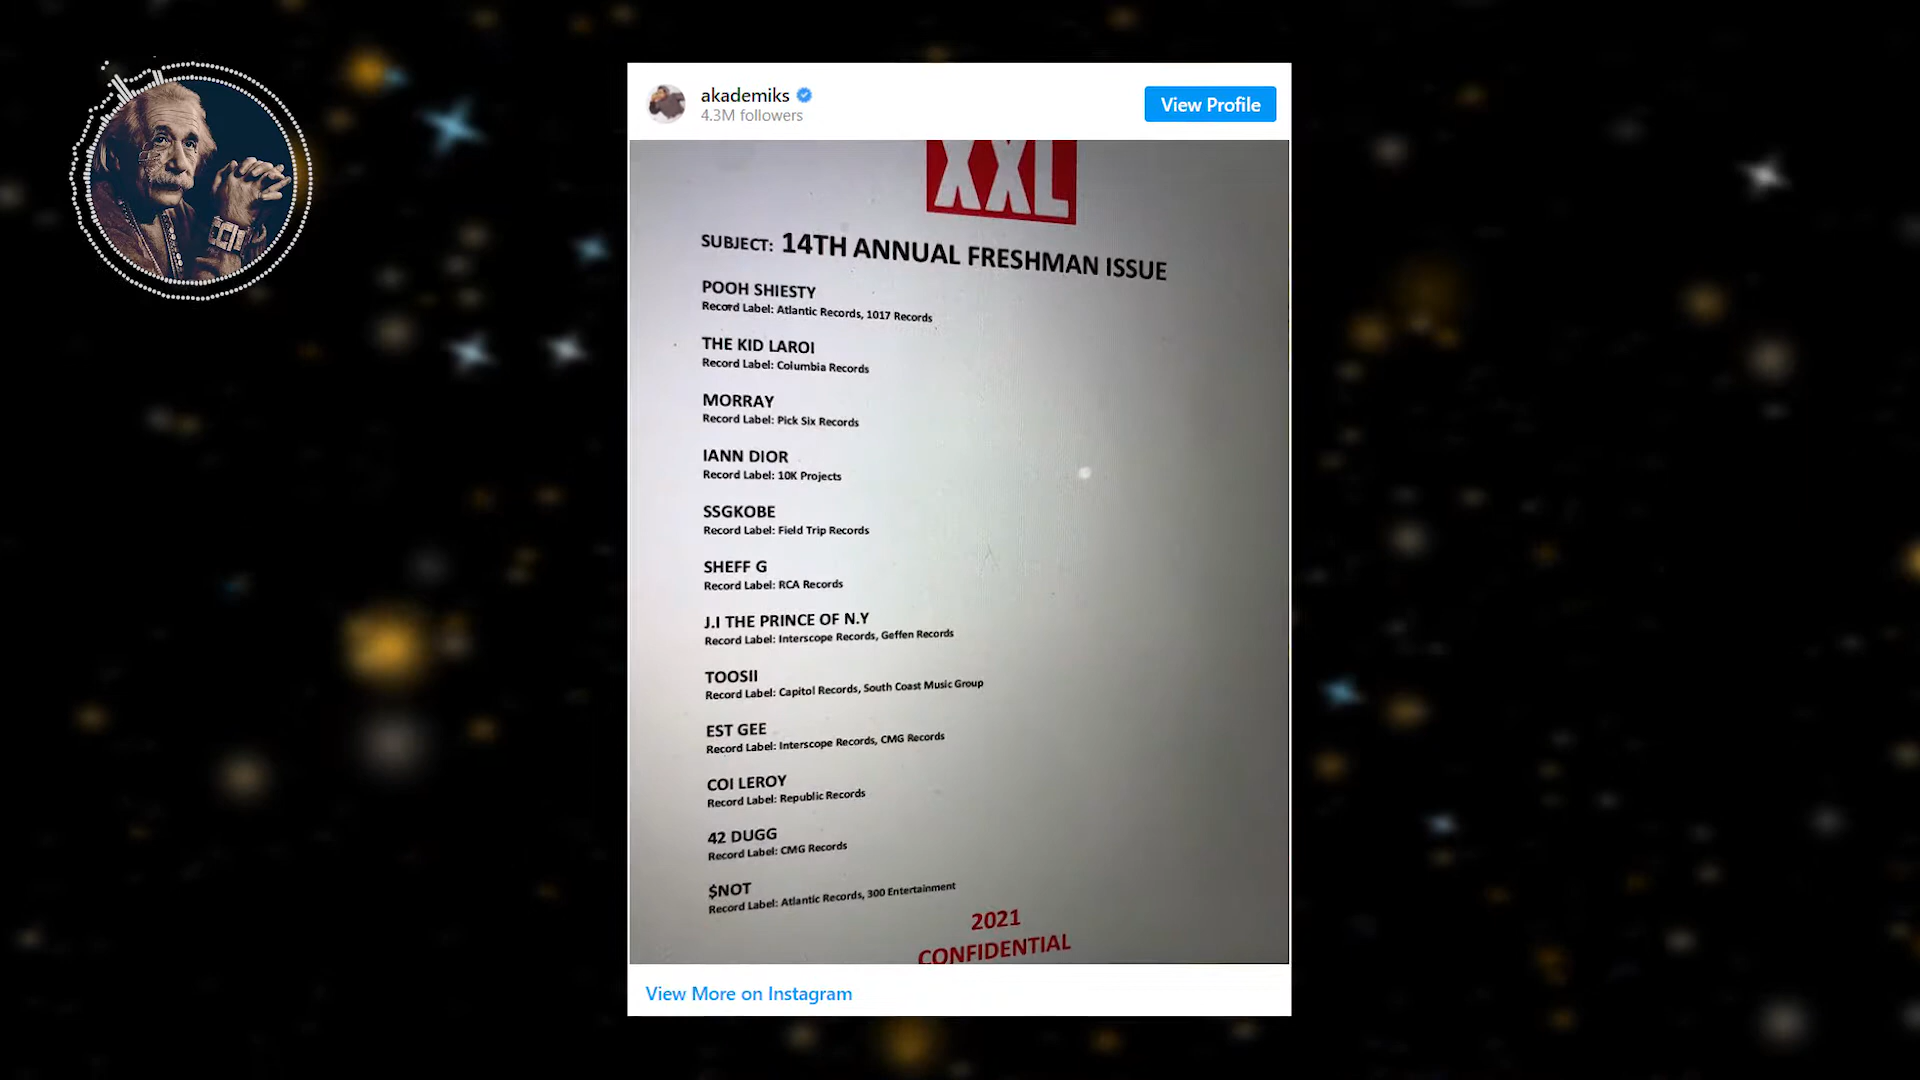 akademiks
4.3M followers
View Profile
XXL
SUBJECT: 14TH ANNUAL FRESHMAN ISSUE
POOH SHIESTY
Record Label: Atlantic Records, 1017 Records
THE KID LAROI
Record Label: Columbia Records
MORRAY
Record Label: Pick Six Records
IANN DIOR
Record Label: 10K Projects
SSGKOBE
Record Label: Field Trip Records
SHEFF G
Record Label: RCA Records
J.I THE PRINCE OF N.Y
Record Label: Interscope Records, Geffen Records
TOOSII
Record Label: Capitol Records, South Coast Music Group
EST GEE
Record Label: Interscope Records, CMG Records
COI LEROY
Record Label: Republic Records
42 DUGG
Record Label: CMG Records
$NOT
Record Label: Atlantic Records, 300 Entertainment
2021
CONFIDENTIAL
View More on Instagram